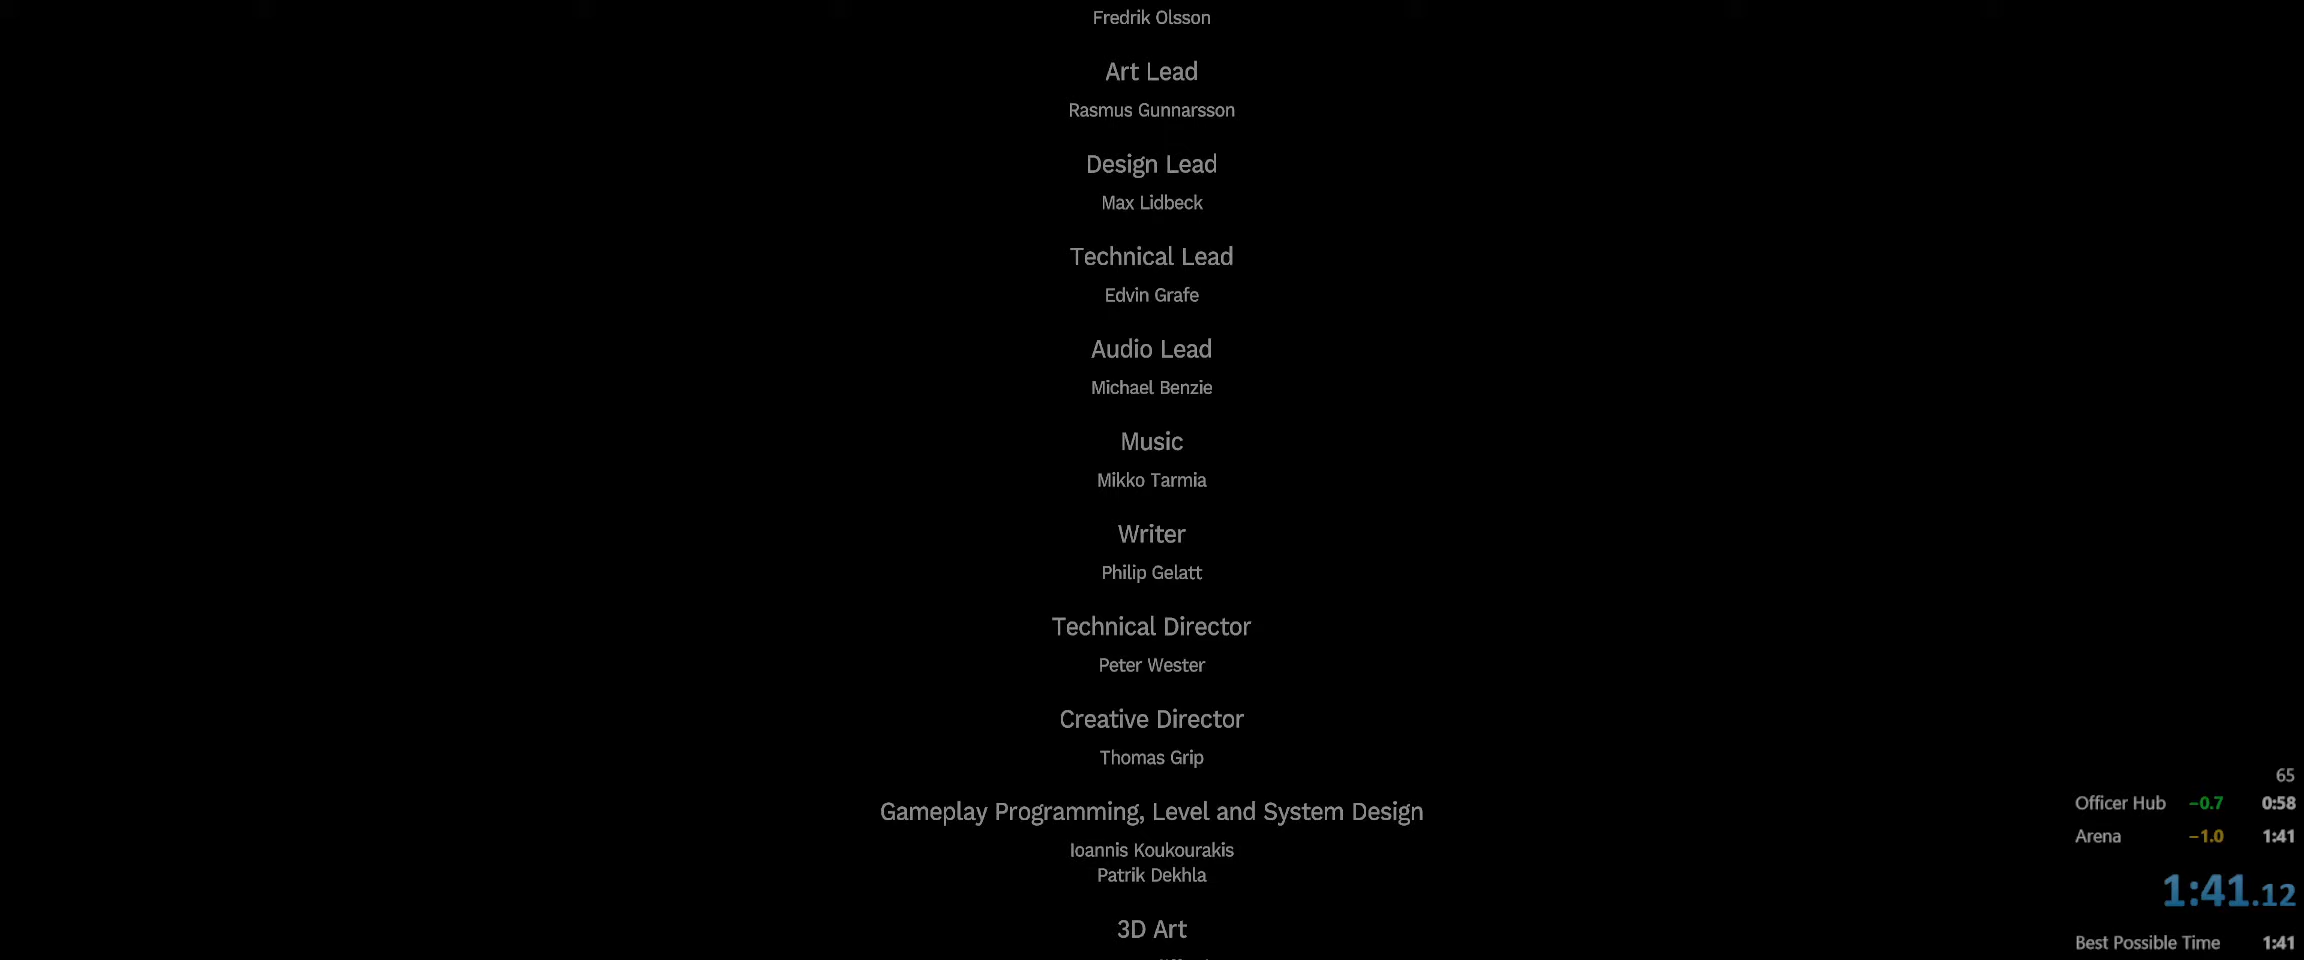 Fredrik Olsson
Art Lead
Rasmus Gunnarsson
Design Lead
Max Lidbeck
Technical Lead
Edvin Grafe
Audio Lead
Michael Benzie
Music
Mikko Tarmia
Writer
Philip Gelatt
Technical Director
Peter Wester
Creative Director
Thomas Grip
Gameplay Programming, Level and System Design
Ioannis Koukourakis
Patrik Dekhla
3D Art
65
Officer Hub −0.7 0:58
Arena −1.0 1:41
1:41.12
Best Possible Time 1:41